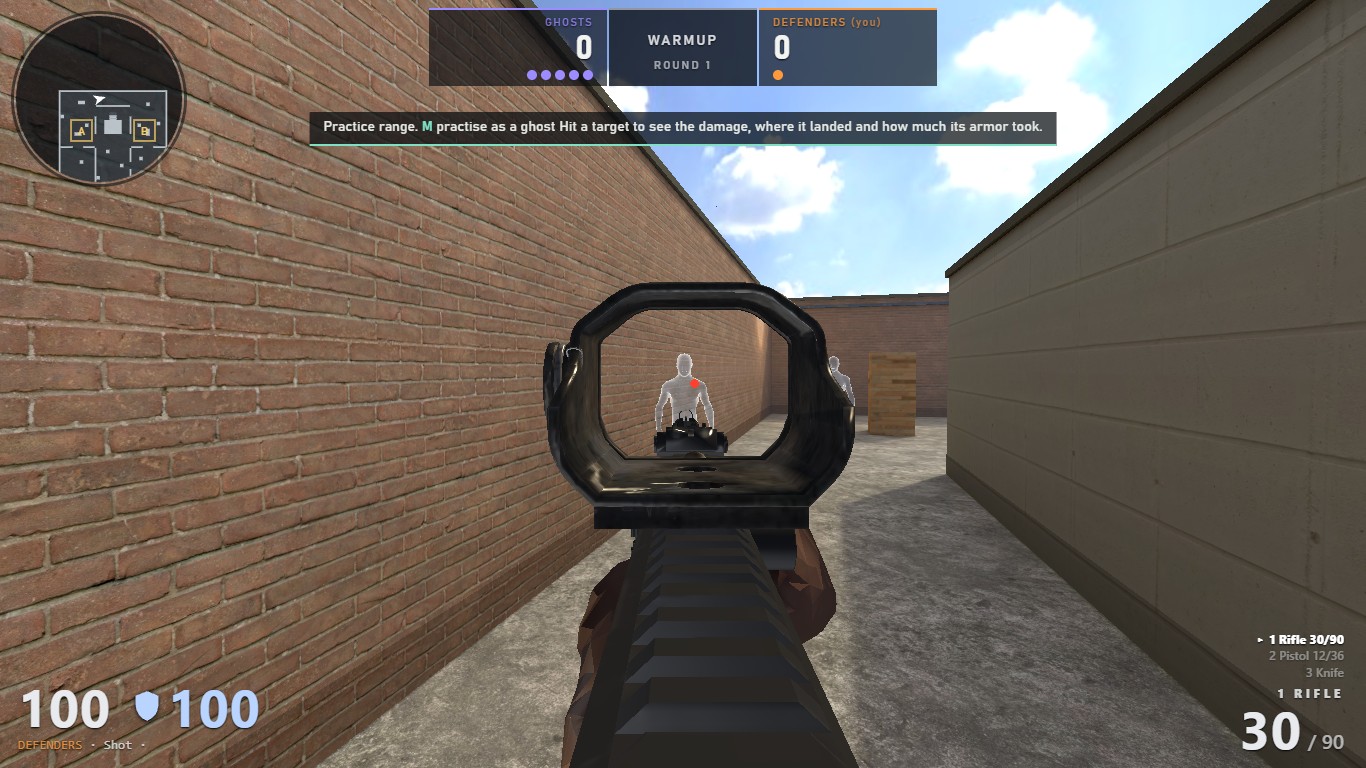 GHOSTS
0
WARMUP
ROUND 1
DEFENDERS (you)
0
A
B
Practice range. M practise as a ghost Hit a target to see the damage, where it landed and how much its armor took.
100 100
DEFENDERS · Shot ·
▸ 1 Rifle 30/90
2 Pistol 12/36
3 Knife
1 RIFLE
30 / 90